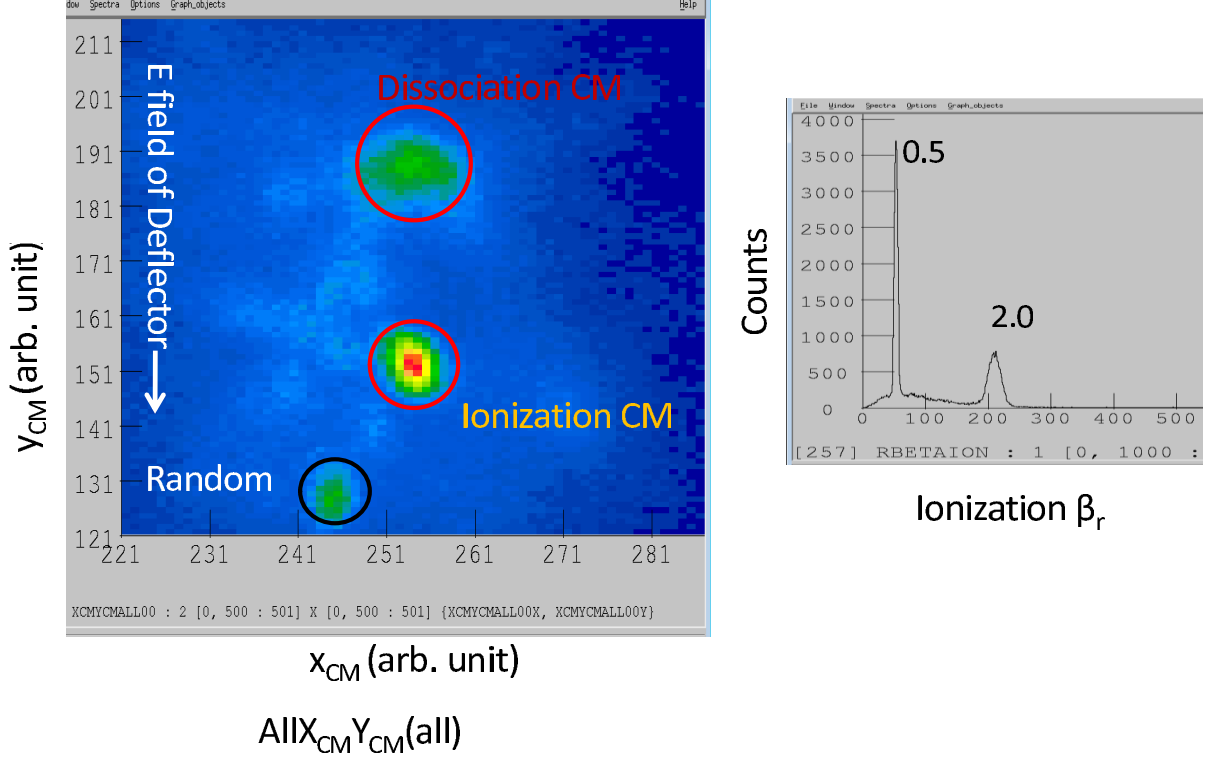 dow Spectra Options Graph_objects Help
211
201
191
181
171
161
151
141
131
121
221 231 241 251 261 271 281
E field of Deflector
Dissociation CM
Ionization CM
Random
XCMYCMALL00 : 2 [0, 500 : 501] X [0, 500 : 501] {XCMYCMALL00X, XCMYCMALL00Y}
yCM (arb. unit)
xCM (arb. unit)
AllXCMYCM(all)
File Window Spectra Options Graph_objects
4000
3500
3000
2500
2000
1500
1000
500
0
0 100 200 300 400 500
0.5
2.0
[257] RBETAION : 1 [0, 1000 :
Counts
Ionization βr